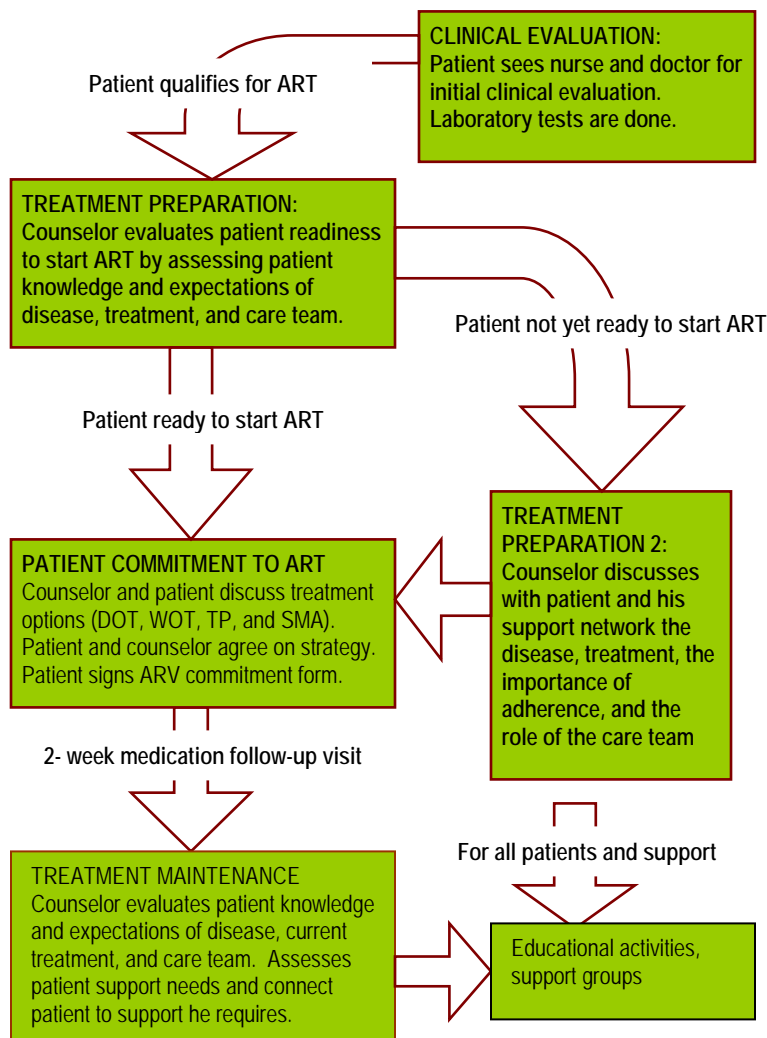 CLINICAL EVALUATION:
Patient sees nurse and doctor for
initial clinical evaluation.
Laboratory tests are done.
Patient qualifies for ART
TREATMENT PREPARATION:
Counselor evaluates patient readiness
to start ART by assessing patient
knowledge and expectations of
disease, treatment, and care team.
Patient not yet ready to start ART
Patient ready to start ART
TREATMENT
PREPARATION 2:
Counselor discusses
with patient and his
support network the
disease, treatment, the
importance of
adherence, and the
role of the care team
PATIENT COMMITMENT TO ART
Counselor and patient discuss treatment
options (DOT, WOT, TP, and SMA).
Patient and counselor agree on strategy.
Patient signs ARV commitment form.
2- week medication follow-up visit
For all patients and support
TREATMENT MAINTENANCE
Counselor evaluates patient knowledge
and expectations of disease, current
treatment, and care team. Assesses
patient support needs and connect
patient to support he requires.
Educational activities,
support groups